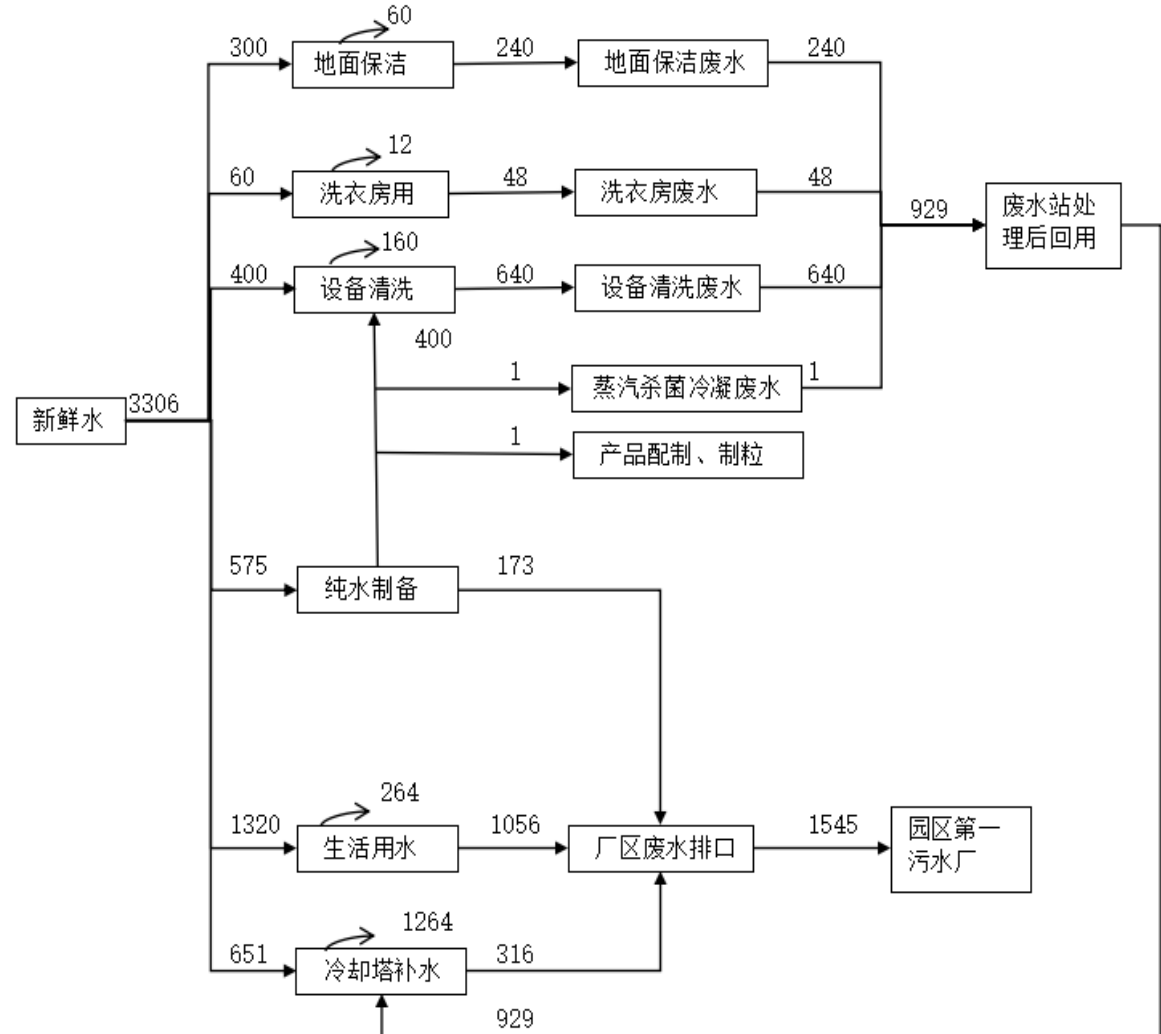 60
300
地面保洁
240
地面保洁废水
240
12
60
洗衣房用
48
洗衣房废水
48
929
废水站处
理后回用
160
400
设备清洗
640
设备清洗废水
640
400
1
蒸汽杀菌冷凝废水
1
新鲜水
3306
1
产品配制、制粒
575
纯水制备
173
264
1320
生活用水
1056
厂区废水排口
1545
园区第一
污水厂
1264
651
冷却塔补水
316
929